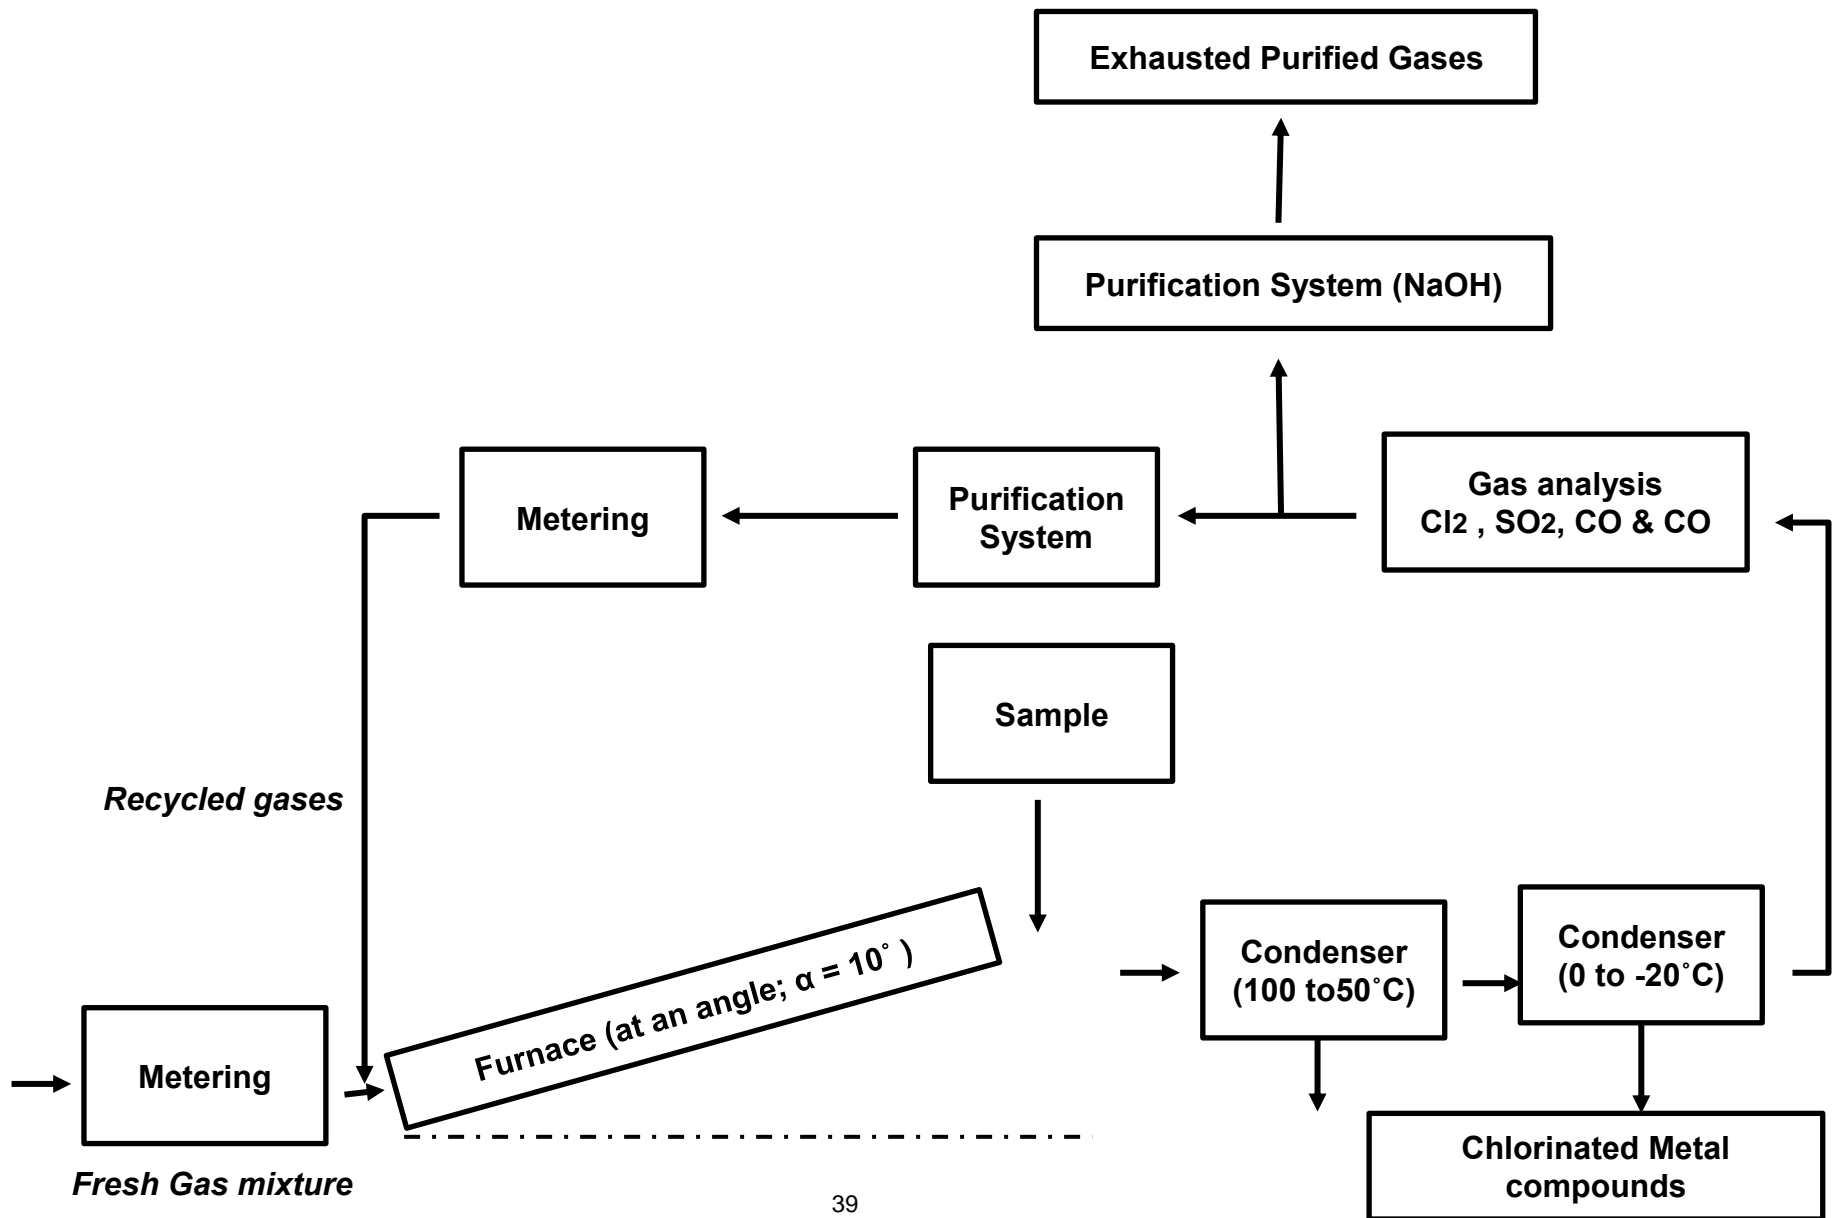 Exhausted Purified Gases
Purification System (NaOH)
Metering
Purification
System
Gas analysis
Cl2 , SO2, CO & CO
Sample
Recycled gases
Furnace (at an angle; α = 10˚ )
Condenser
(100 to50˚C)
Condenser
(0 to -20˚C)
Metering
Fresh Gas mixture
Chlorinated Metal
compounds
39